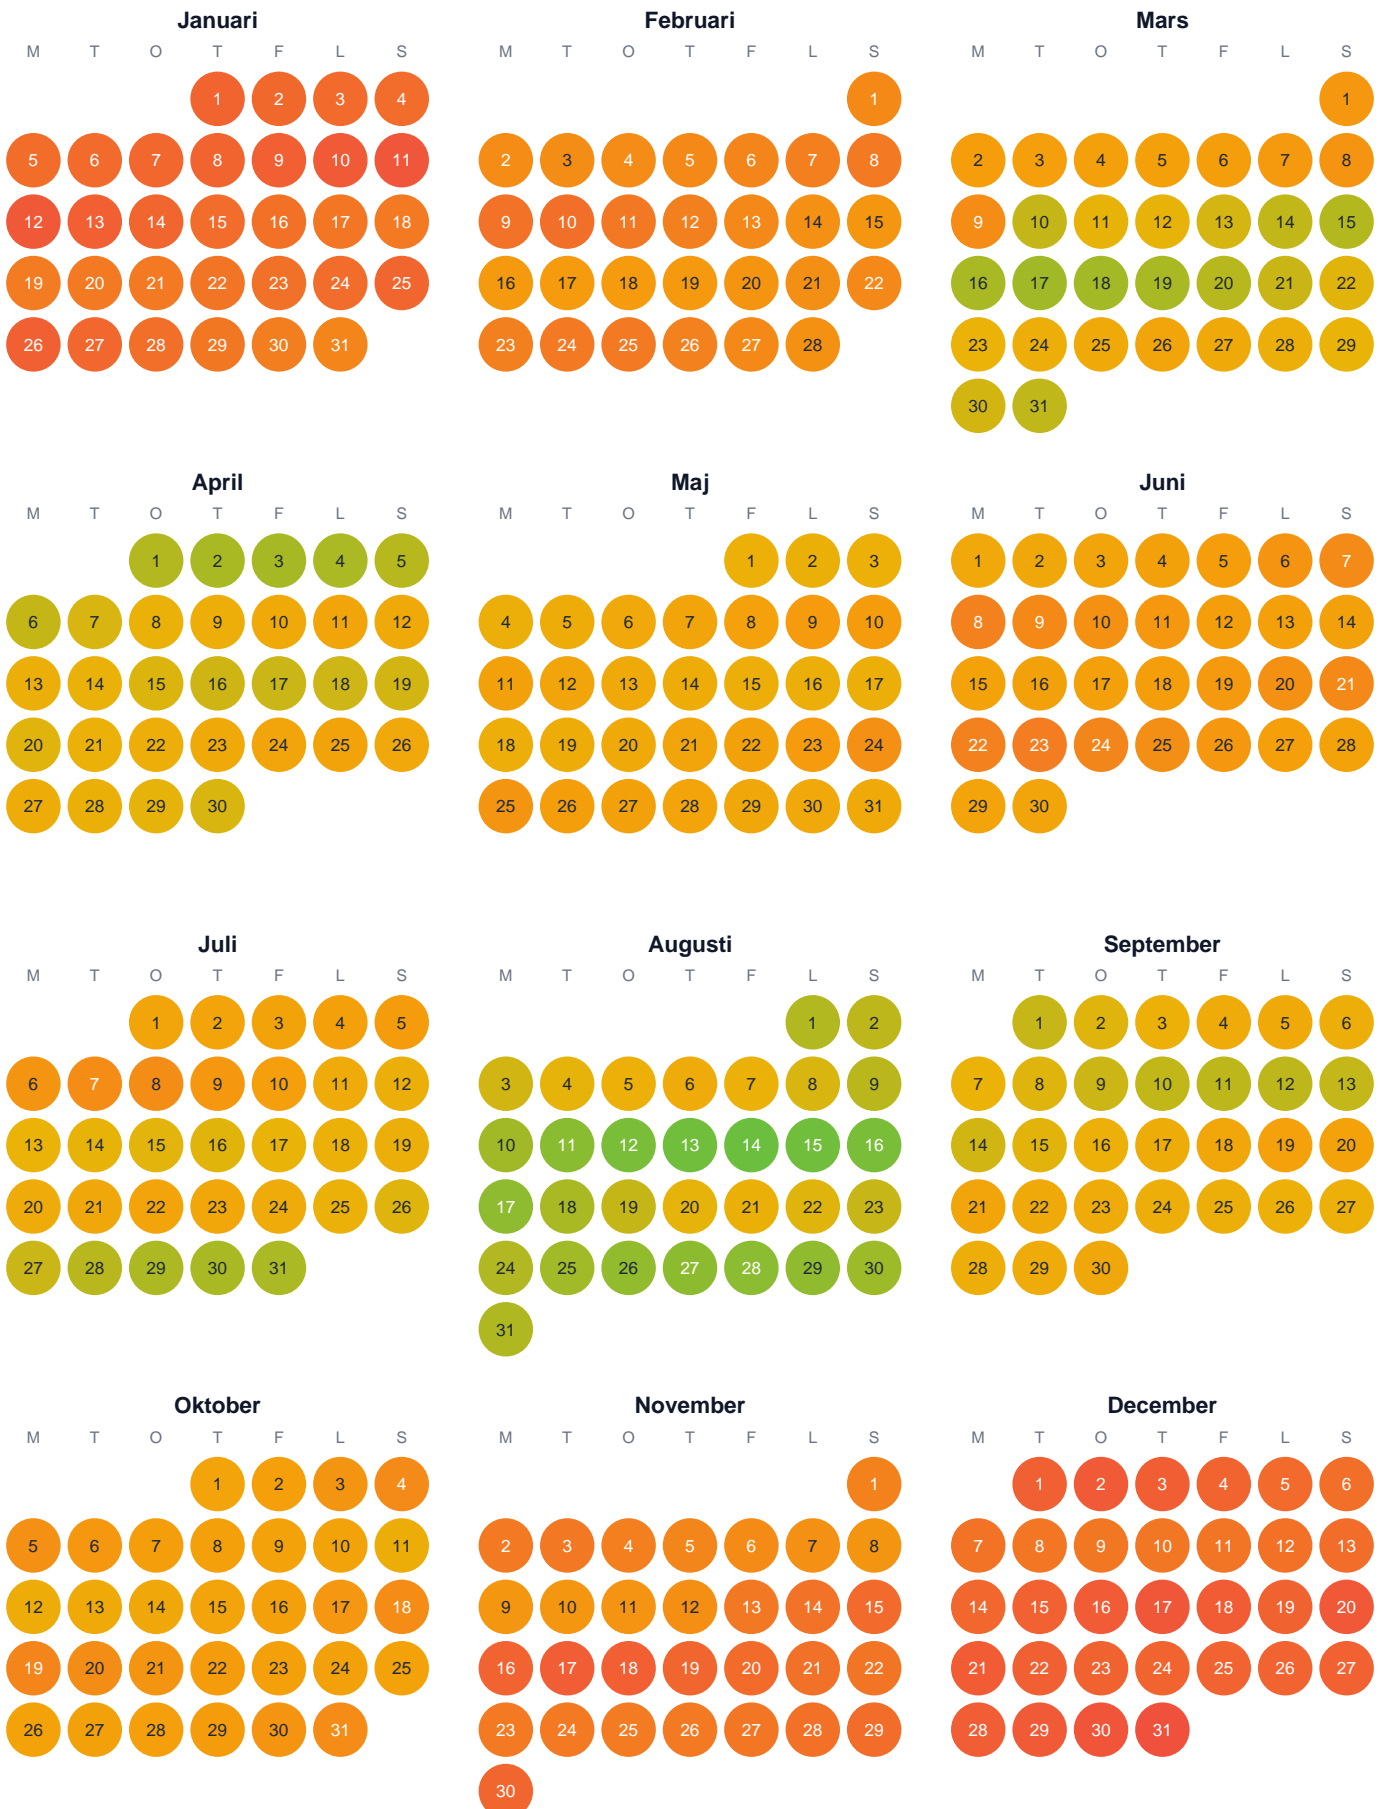 Januari Februari Mars
M T O T F L S M T O T F L S M T O T F L S
1 2 3 4 1 1
5 6 7 8 9 10 11 2 3 4 5 6 7 8 2 3 4 5 6 7 8
12 13 14 15 16 17 18 9 10 11 12 13 14 15 9 10 11 12 13 14 15
19 20 21 22 23 24 25 16 17 18 19 20 21 22 16 17 18 19 20 21 22
26 27 28 29 30 31 23 24 25 26 27 28 23 24 25 26 27 28 29
30 31
April Maj Juni
M T O T F L S M T O T F L S M T O T F L S
1 2 3 4 5 1 2 3 1 2 3 4 5 6 7
6 7 8 9 10 11 12 4 5 6 7 8 9 10 8 9 10 11 12 13 14
13 14 15 16 17 18 19 11 12 13 14 15 16 17 15 16 17 18 19 20 21
20 21 22 23 24 25 26 18 19 20 21 22 23 24 22 23 24 25 26 27 28
27 28 29 30 25 26 27 28 29 30 31 29 30
Juli Augusti September
M T O T F L S M T O T F L S M T O T F L S
1 2 3 4 5 1 2 1 2 3 4 5 6
6 7 8 9 10 11 12 3 4 5 6 7 8 9 7 8 9 10 11 12 13
13 14 15 16 17 18 19 10 11 12 13 14 15 16 14 15 16 17 18 19 20
20 21 22 23 24 25 26 17 18 19 20 21 22 23 21 22 23 24 25 26 27
27 28 29 30 31 24 25 26 27 28 29 30 28 29 30
31
Oktober November December
M T O T F L S M T O T F L S M T O T F L S
1 2 3 4 1 1 2 3 4 5 6
5 6 7 8 9 10 11 2 3 4 5 6 7 8 7 8 9 10 11 12 13
12 13 14 15 16 17 18 9 10 11 12 13 14 15 14 15 16 17 18 19 20
19 20 21 22 23 24 25 16 17 18 19 20 21 22 21 22 23 24 25 26 27
26 27 28 29 30 31 23 24 25 26 27 28 29 28 29 30 31
30